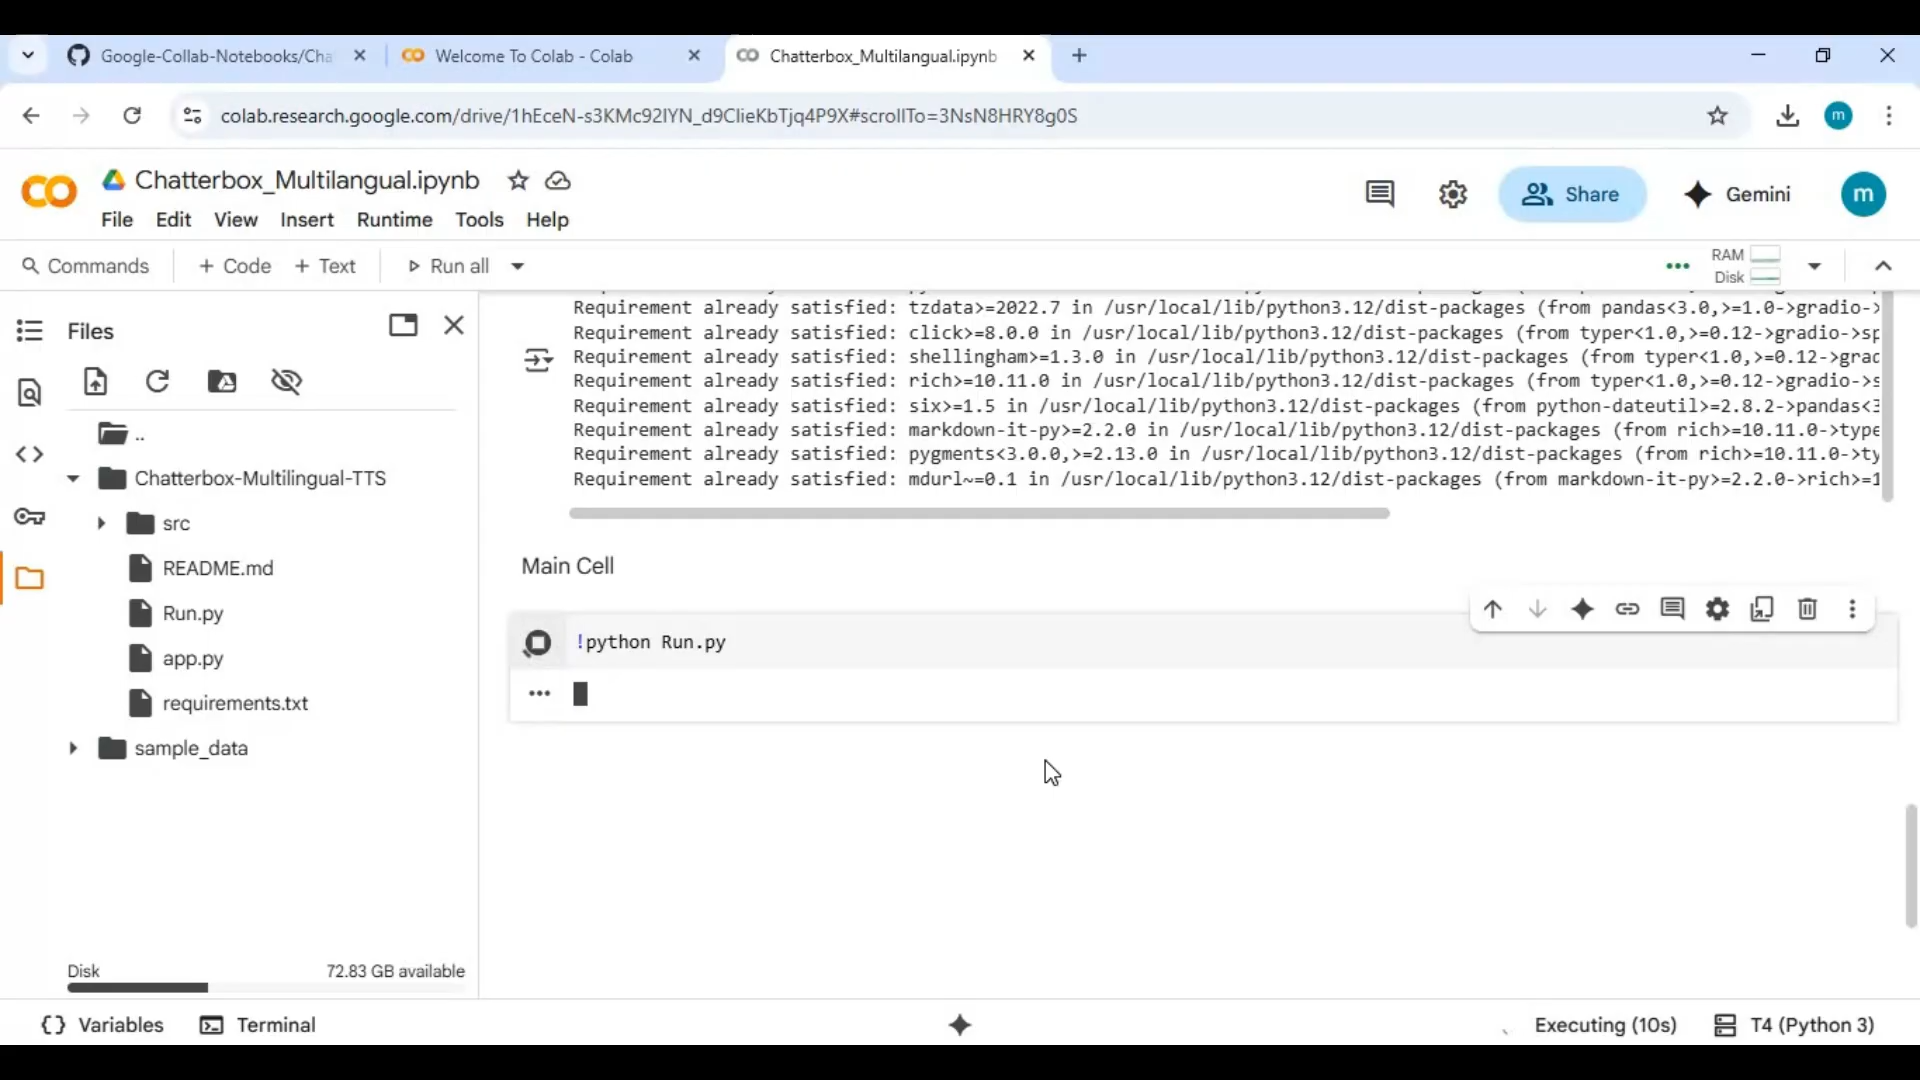 Google-Collab-Notebooks/Cha
Welcome To Colab - Colab
Chatterbox_Multilangual.ipynb
colab.research.google.com/drive/1hEceN-s3KMc92IYN_d9CIieKbTjq4P9X#scrollTo=3NsN8HRY8g0S
m
CO
Chatterbox_Multilangual.ipynb
File Edit View Insert Runtime Tools Help
Share
Gemini
m
Commands + Code + Text Run all
RAM
Disk
Files
..
Chatterbox-Multilingual-TTS
src
README.md
Run.py
app.py
requirements.txt
sample_data
Disk 72.83 GB available
Requirement already satisfied: tzdata>=2022.7 in /usr/local/lib/python3.12/dist-packages (from pandas<3.0,>=1.0->gradio->
Requirement already satisfied: click>=8.0.0 in /usr/local/lib/python3.12/dist-packages (from typer<1.0,>=0.12->gradio->sp
Requirement already satisfied: shellingham>=1.3.0 in /usr/local/lib/python3.12/dist-packages (from typer<1.0,>=0.12->grad
Requirement already satisfied: rich>=10.11.0 in /usr/local/lib/python3.12/dist-packages (from typer<1.0,>=0.12->gradio->s
Requirement already satisfied: six>=1.5 in /usr/local/lib/python3.12/dist-packages (from python-dateutil>=2.8.2->pandas<3
Requirement already satisfied: markdown-it-py>=2.2.0 in /usr/local/lib/python3.12/dist-packages (from rich>=10.11.0->type
Requirement already satisfied: pygments<3.0.0,>=2.13.0 in /usr/local/lib/python3.12/dist-packages (from rich>=10.11.0->ty
Requirement already satisfied: mdurl~=0.1 in /usr/local/lib/python3.12/dist-packages (from markdown-it-py>=2.2.0->rich>=1
Main Cell
!python Run.py
Variables
Terminal
Executing (10s)
T4 (Python 3)